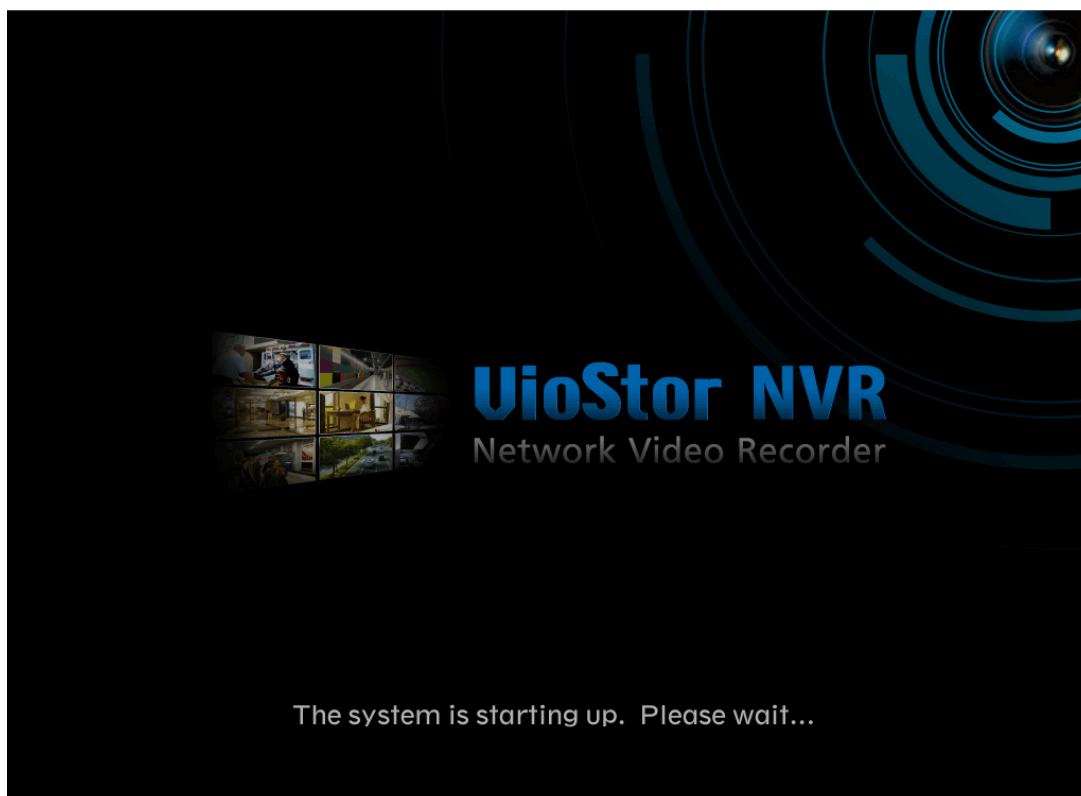 VioStor NVR
Network Video Recorder
The system is starting up. Please wait...